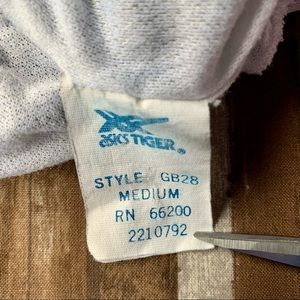 asics TIGER®
STYLE GB28
MEDIUM
RN 66200
2210792